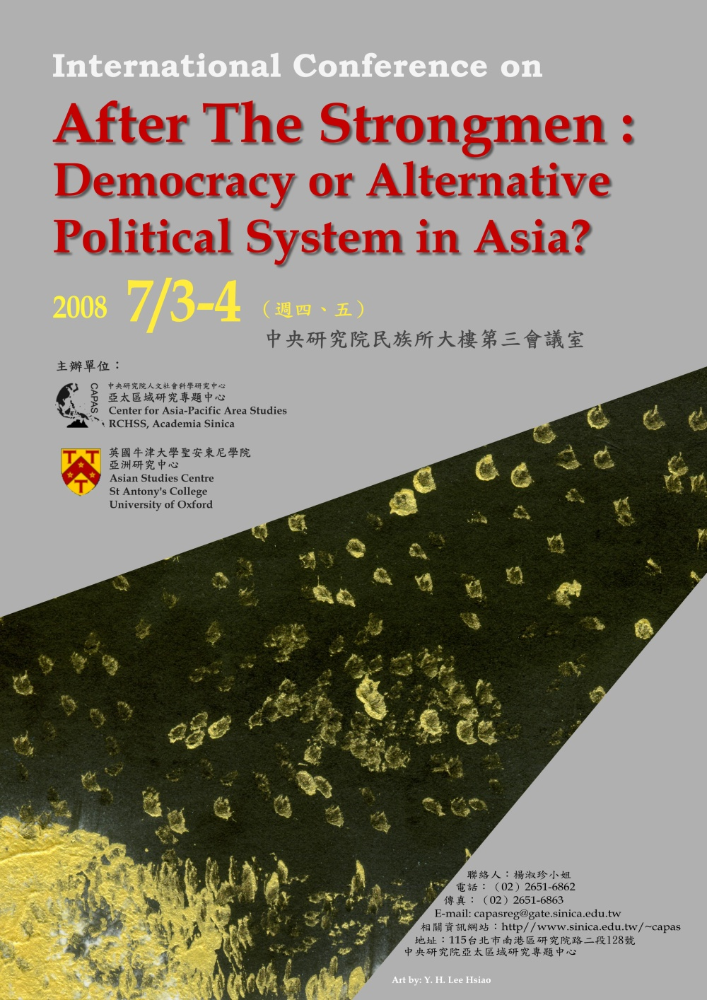 International Conference on
After The Strongmen :
Democracy or Alternative
Political System in Asia?
2008 7/3-4 （週四、五）
中央研究院民族所大樓第三會議室
主辦單位：
CAPAS
中央研究院人文社會科學研究中心
亞太區域研究專題中心
Center for Asia-Pacific Area Studies
RCHSS, Academia Sinica
T T
T
英國牛津大學聖安東尼學院
亞洲研究中心
Asian Studies Centre
St Antony's College
University of Oxford
聯絡人：楊淑珍小姐
電話：（02）2651-6862
傳真：（02）2651-6863
E-mail: capasreg@gate.sinica.edu.tw
相關資訊網站：http//www.sinica.edu.tw/~capas
地址：115台北市南港區研究院路二段128號
中央研究院亞太區域研究專題中心
Art by: Y. H. Lee Hsiao